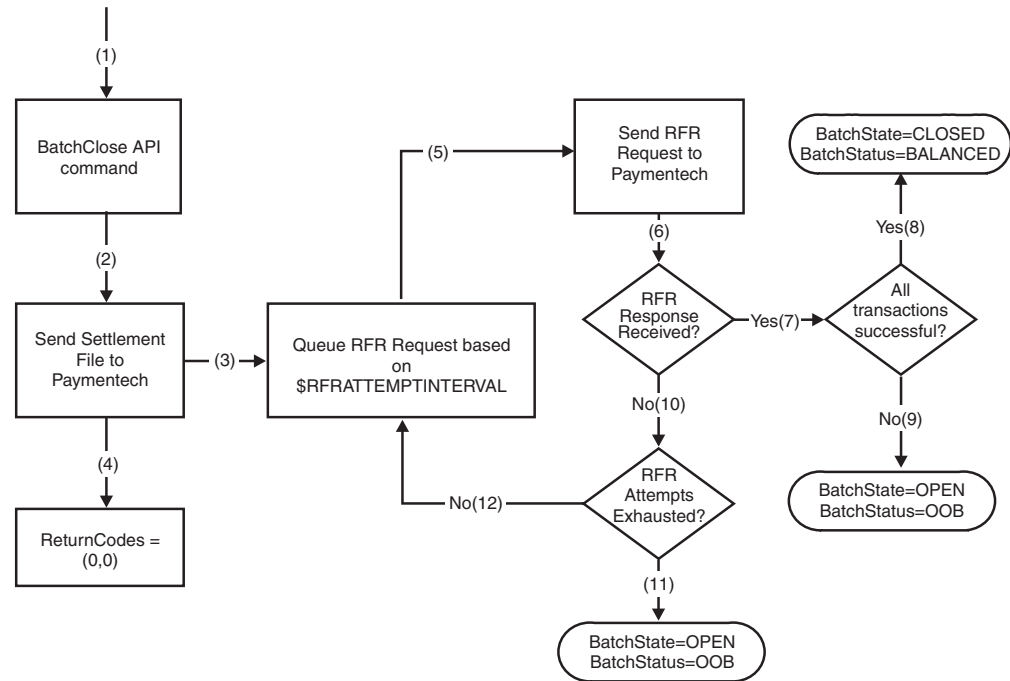 (1)
BatchClose API
command
(2)
Send Settlement
File to
Paymentech
(3)
(4)
ReturnCodes =
(0,0)
Queue RFR Request based
on
$RFRATTEMPTINTERVAL
(5)
Send RFR
Request to
Paymentech
(6)
RFR
Response
Received?
Yes(7)
All
transactions
successful?
Yes(8)
BatchState=CLOSED
BatchStatus=BALANCED
No(9)
BatchState=OPEN
BatchStatus=OOB
No(10)
RFR
Attempts
Exhausted?
(11)
BatchState=OPEN
BatchStatus=OOB
No(12)